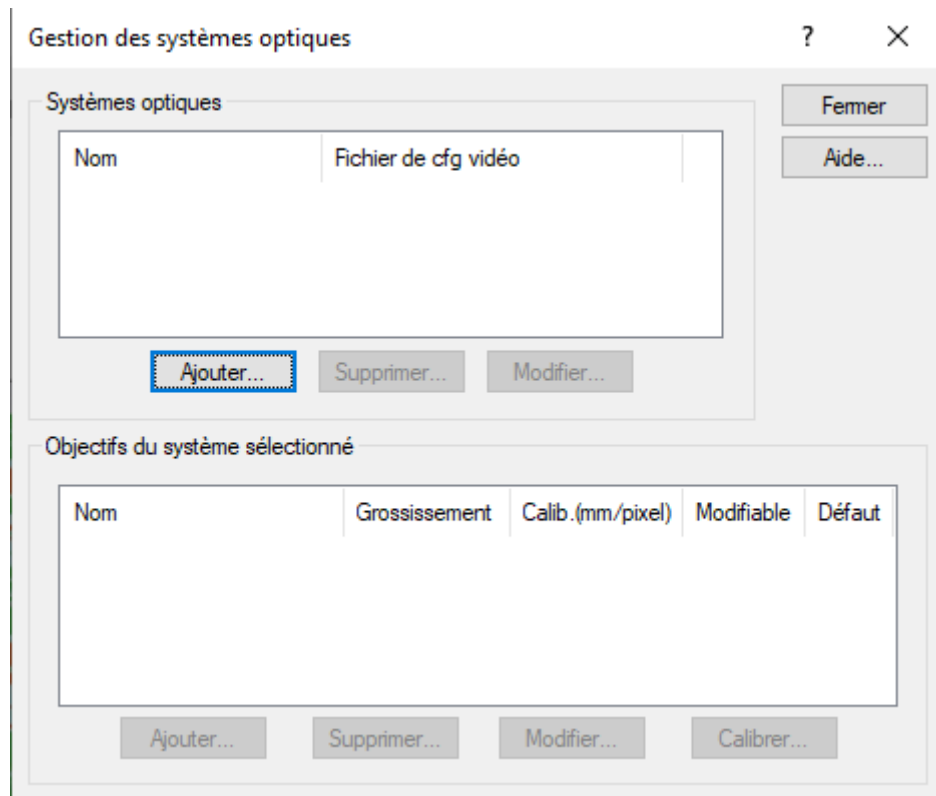 Gestion des systèmes optiques ?
Systèmes optiques
Fermer
Nom Fichier de cfg vidéo
Aide...
Ajouter... Supprimer... Modifier...
Objectifs du système sélectionné
Nom Grossissement Calib.(mm/pixel) Modifiable Défaut
Ajouter... Supprimer... Modifier... Calibrer...